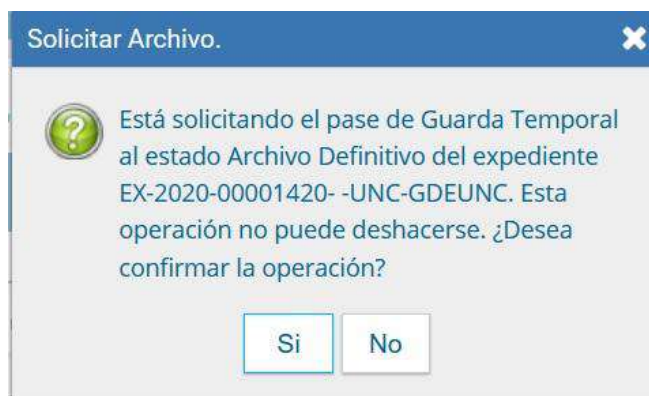 Solicitar Archivo.
Está solicitando el pase de Guarda Temporal
al estado Archivo Definitivo del expediente
EX-2020-00001420- -UNC-GDEUNC. Esta
operación no puede deshacerse. ¿Desea
confirmar la operación?
Si No